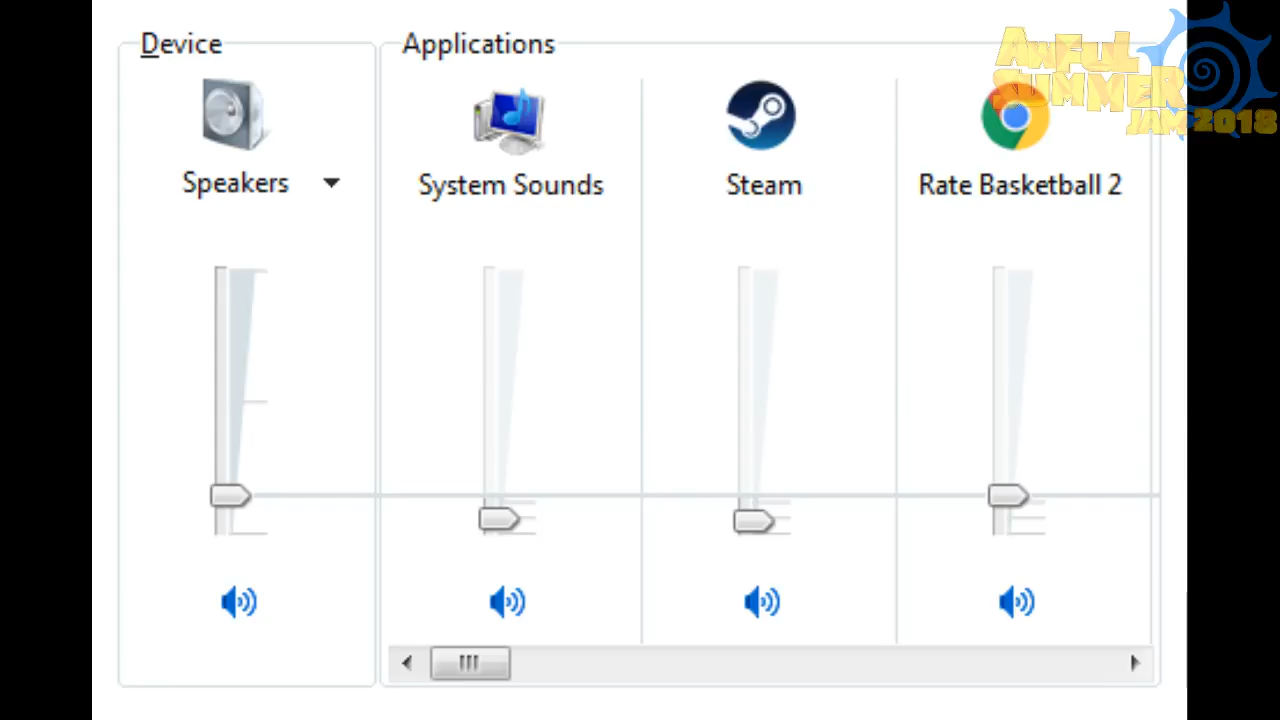 Device
Applications
AWFUL
SUMMER
JAM 2018
Speakers
System Sounds
Steam
Rate Basketball 2